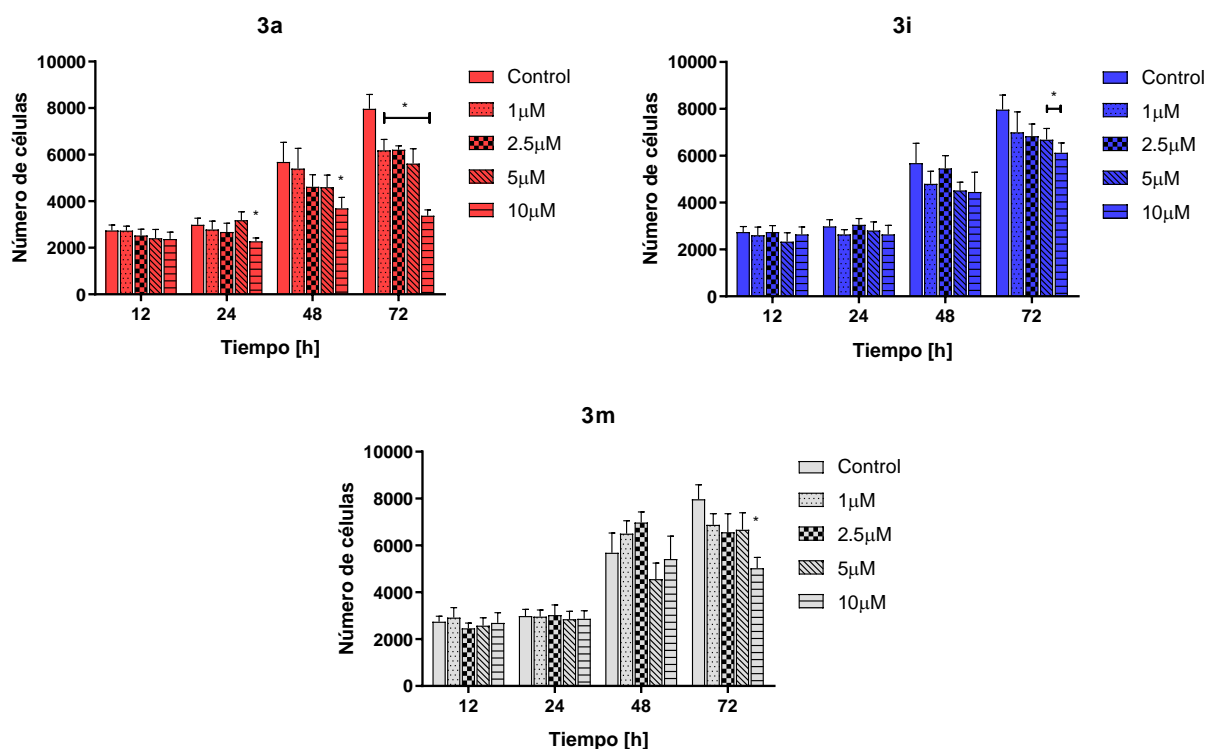 3a
Número de células
10000
8000
6000
4000
2000
0
*
*
*
12 24 48 72
Tiempo [h]
Control
1μM
2.5μM
5μM
10μM
3i
Número de células
10000
8000
6000
4000
2000
0
*
12 24 48 72
Tiempo [h]
Control
1μM
2.5μM
5μM
10μM
3m
Número de células
10000
8000
6000
4000
2000
0
*
12 24 48 72
Tiempo [h]
Control
1μM
2.5μM
5μM
10μM